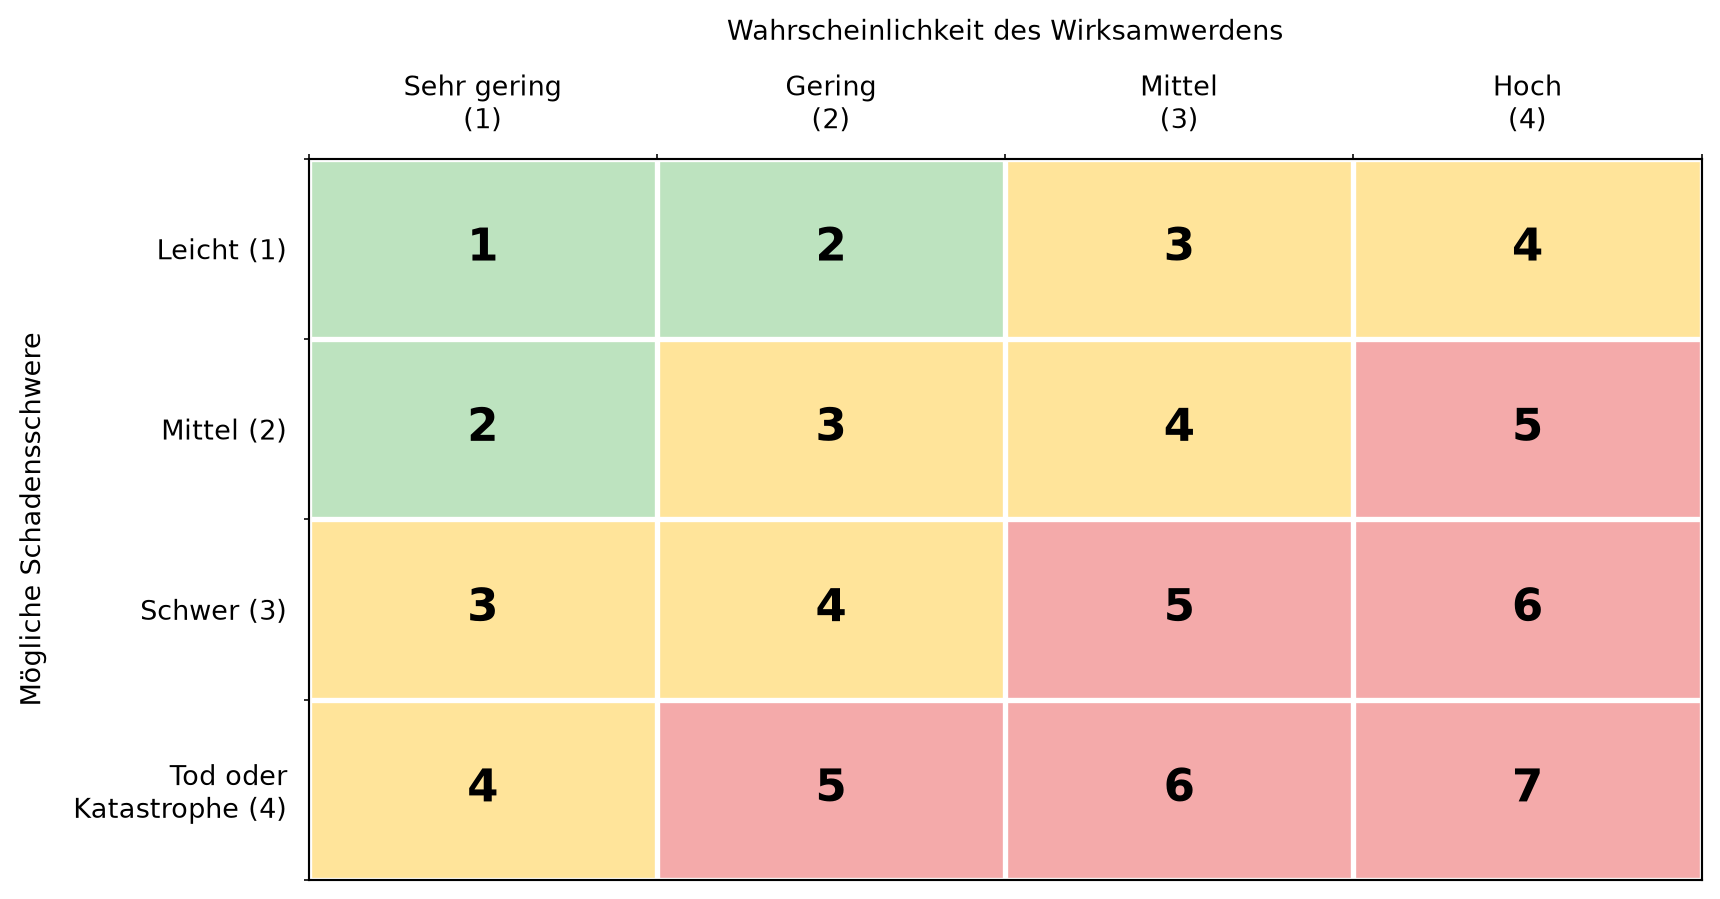 Wahrscheinlichkeit des Wirksamwerdens
Sehr gering
(1)
Gering
(2)
Mittel
(3)
Hoch
(4)
Mögliche Schadensschwere
Leicht (1)
1
2
3
4
Mittel (2)
2
3
4
5
Schwer (3)
3
4
5
6
Tod oder
Katastrophe (4)
4
5
6
7